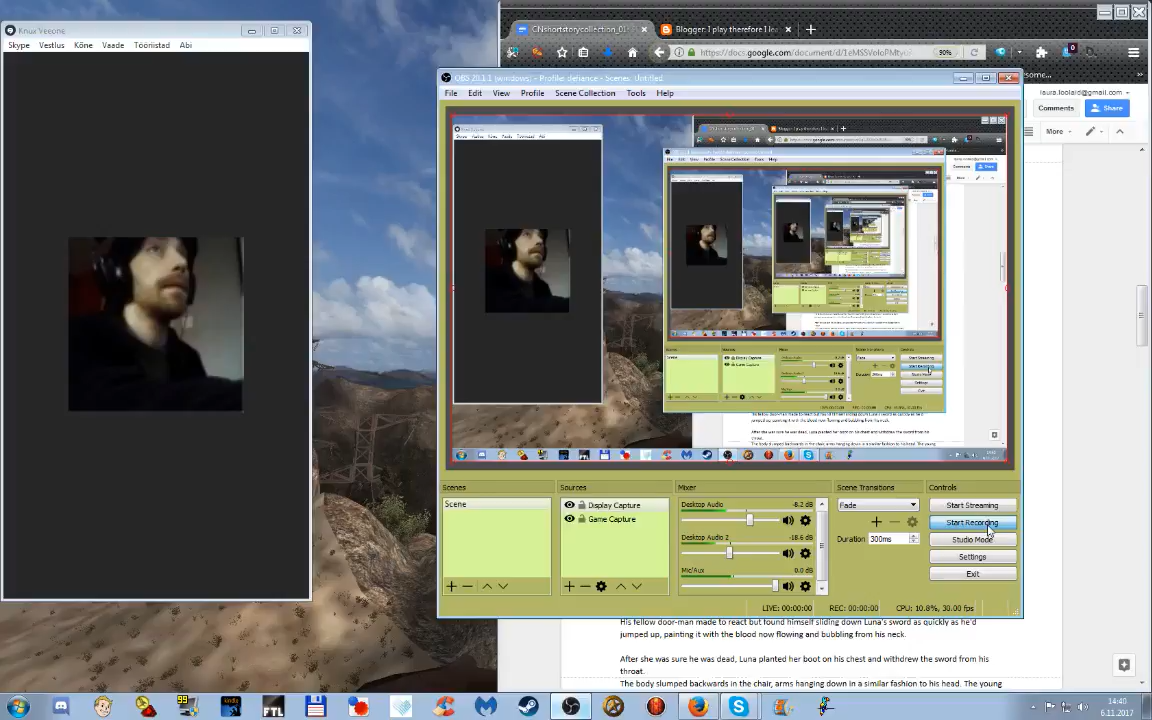 Knux Veeone
Skype Vestlus Kõne Vaade Tööriistad Abi
CNshortstorycollection_01
Blogger: I play therefore I
https://docs.google.com/document/d/
90%
laura.loolard@gmail.com
Comments
Share
More
OBS 20.1.1 (windows) - Profile: defiance - Scenes: Untitled
File Edit View Profile Scene Collection Tools Help
Scenes
Sources
Mixer
Scene Transitions
Controls
Scene
Display Capture
Game Capture
Desktop Audio -8.2 dB
Desktop Audio 2 -18.6 dB
Mic/Aux 0.0 dB
Fade
Duration 300ms
Start Streaming
Start Recording
Studio Mode
Settings
Exit
LIVE: 00:00:00 REC: 00:00:00 CPU: 10.8%, 30.00 fps
His fellow door-man made to react but found himself sliding down Luna's sword as quickly as he'd
jumped up, painting it with the blood now flowing and bubbling from his neck.
After she was sure he was dead, Luna planted her boot on his chest and withdrew the sword from his
throat.
The body slumped backwards in the chair, arms hanging down in a similar fashion to his head. The young
99
kindle
FTL
14:40
6.11.2017